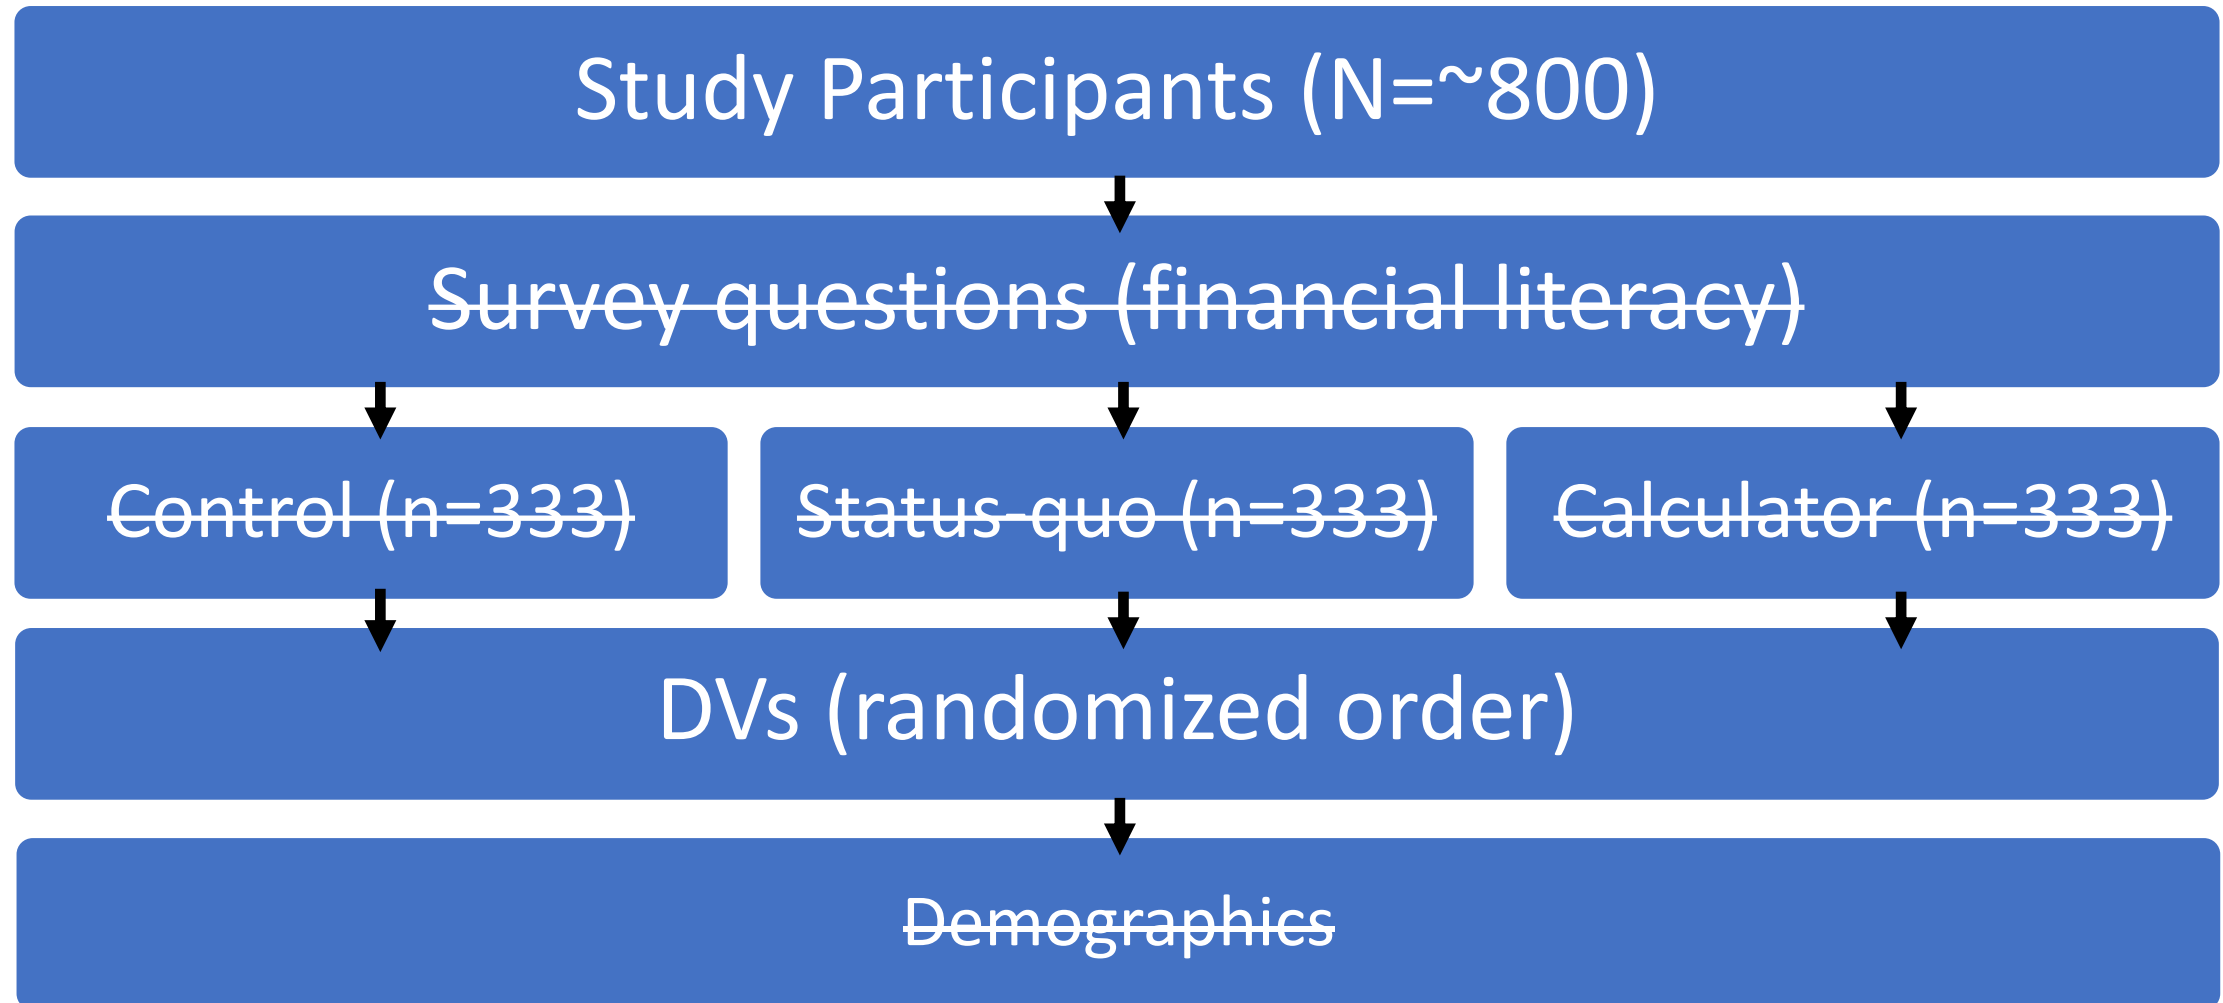 Study Participants (N=~800)
Survey questions (financial literacy)
Control (n=333)
Status-quo (n=333)
Calculator (n=333)
DVs (randomized order)
Demographics